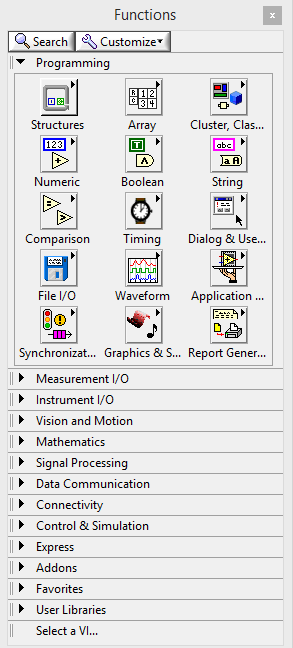 Functions
x
Search Customize
Programming
Structures Array Cluster, Clas...
123 Numeric Boolean String
Comparison Timing Dialog & Use...
File I/O Waveform Application ...
Synchronizat... Graphics & S... Report Gener...
Measurement I/O
Instrument I/O
Vision and Motion
Mathematics
Signal Processing
Data Communication
Connectivity
Control & Simulation
Express
Addons
Favorites
User Libraries
Select a VI...